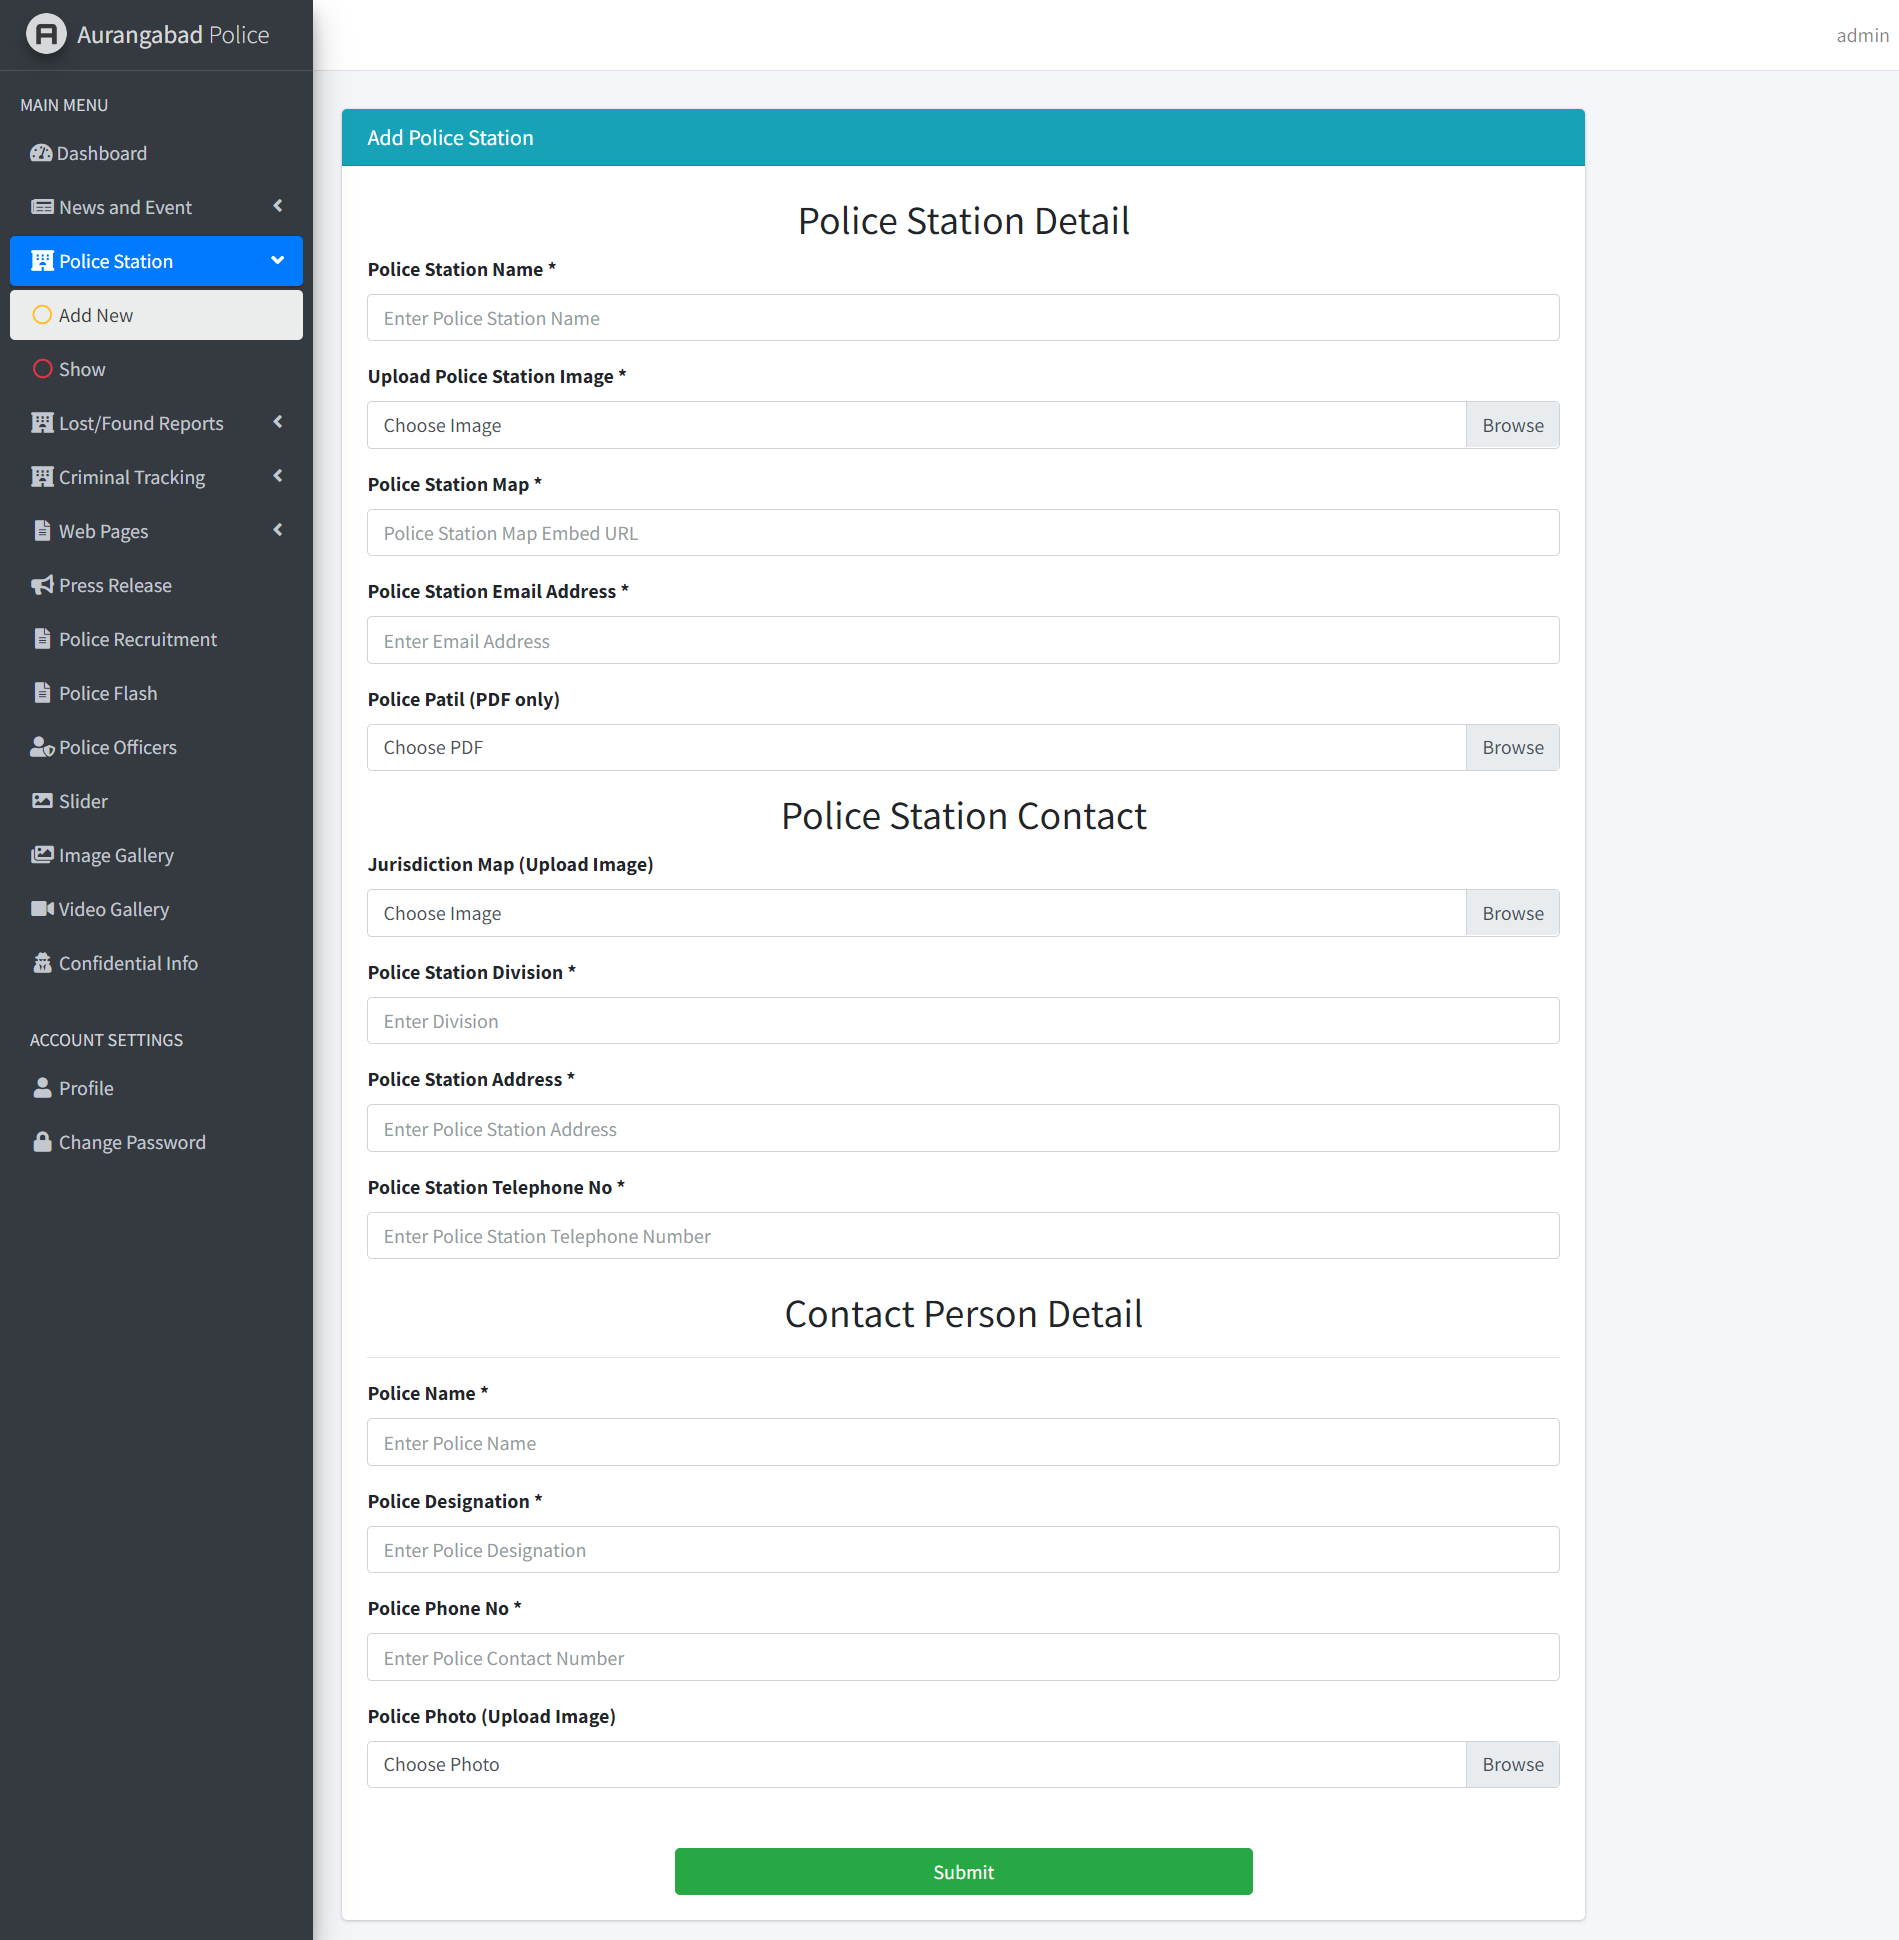 Aurangabad Police
admin
MAIN MENU
Dashboard
News and Event
Police Station
Add New
Show
Lost/Found Reports
Criminal Tracking
Web Pages
Press Release
Police Recruitment
Police Flash
Police Officers
Slider
Image Gallery
Video Gallery
Confidential Info
ACCOUNT SETTINGS
Profile
Change Password
Add Police Station
Police Station Detail
Police Station Name *
Enter Police Station Name
Upload Police Station Image *
Choose Image Browse
Police Station Map *
Police Station Map Embed URL
Police Station Email Address *
Enter Email Address
Police Patil (PDF only)
Choose PDF Browse
Police Station Contact
Jurisdiction Map (Upload Image)
Choose Image Browse
Police Station Division *
Enter Division
Police Station Address *
Enter Police Station Address
Police Station Telephone No *
Enter Police Station Telephone Number
Contact Person Detail
Police Name *
Enter Police Name
Police Designation *
Enter Police Designation
Police Phone No *
Enter Police Contact Number
Police Photo (Upload Image)
Choose Photo Browse
Submit